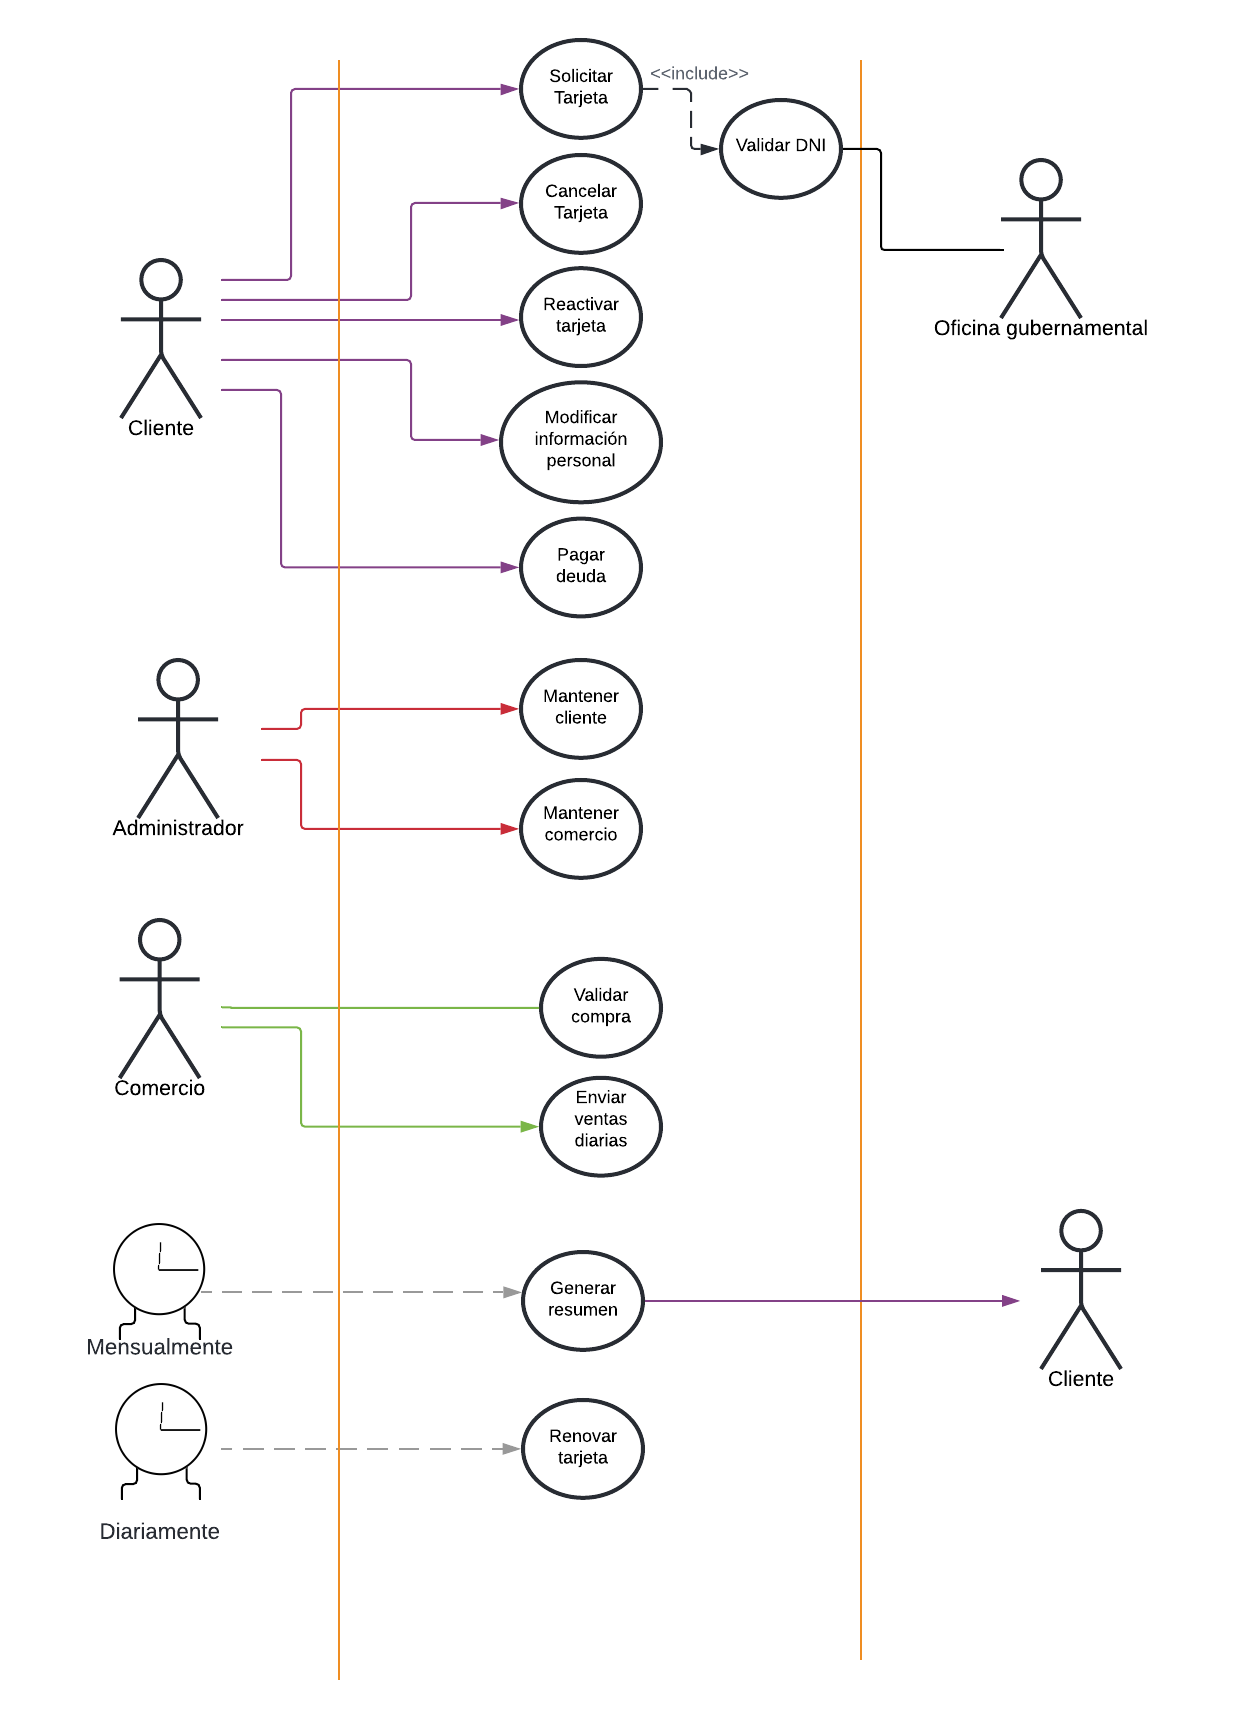 Solicitar
Tarjeta
<<include>>
Validar DNI
Cancelar
Tarjeta
Reactivar
tarjeta
Oficina gubernamental
Cliente
Modificar
información
personal
Pagar
deuda
Mantener
cliente
Administrador
Mantener
comercio
Validar
compra
Comercio
Enviar
ventas
diarias
Generar
resumen
Mensualmente
Cliente
Renovar
tarjeta
Diariamente